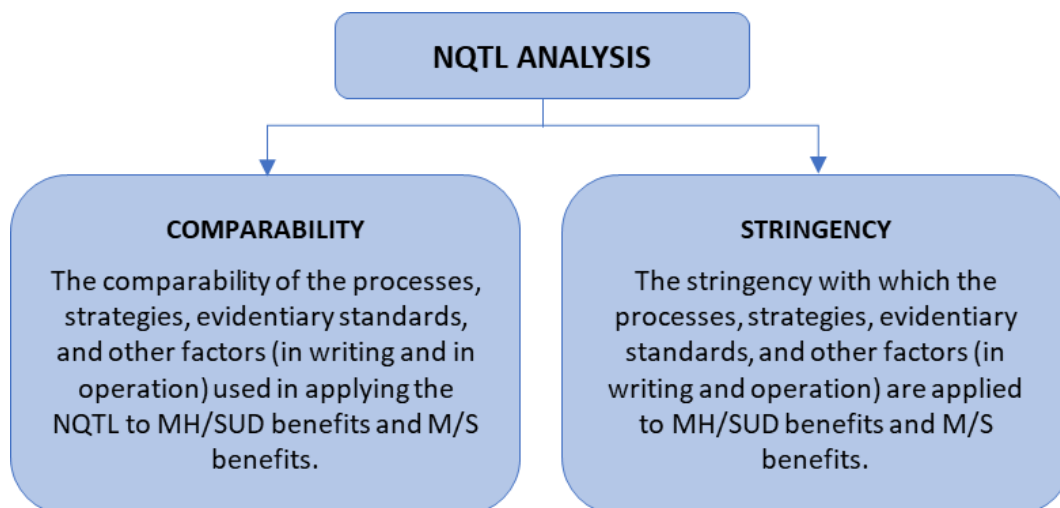 NQTL ANALYSIS
COMPARABILITY
The comparability of the processes,
strategies, evidentiary standards,
and other factors (in writing and in
operation) used in applying the
NQTL to MH/SUD benefits and M/S
benefits.
STRINGENCY
The stringency with which the
processes, strategies, evidentiary
standards, and other factors (in
writing and operation) are applied
to MH/SUD benefits and M/S
benefits.